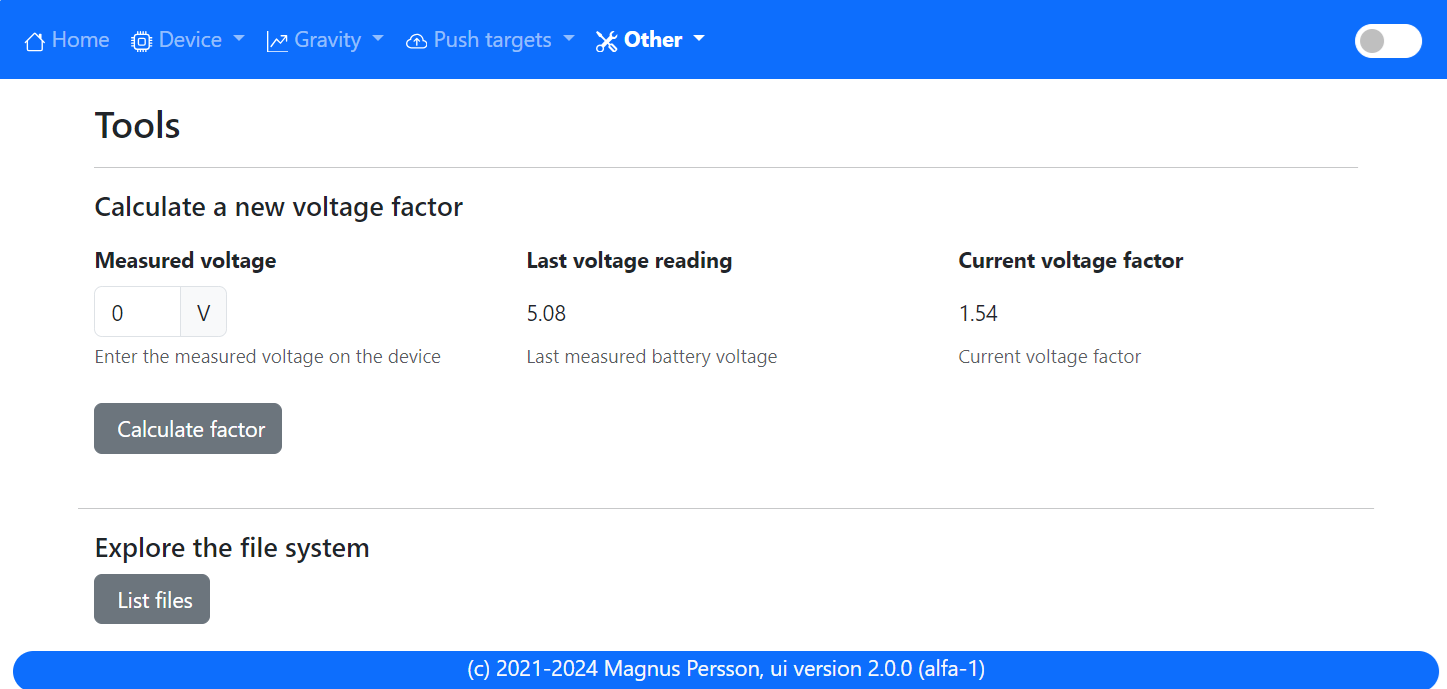 Home Device Gravity Push targets Other
Tools
Calculate a new voltage factor
Measured voltage Last voltage reading Current voltage factor
0 V 5.08 1.54
Enter the measured voltage on the device Last measured battery voltage Current voltage factor
Calculate factor
Explore the file system
List files
(c) 2021-2024 Magnus Persson, ui version 2.0.0 (alfa-1)